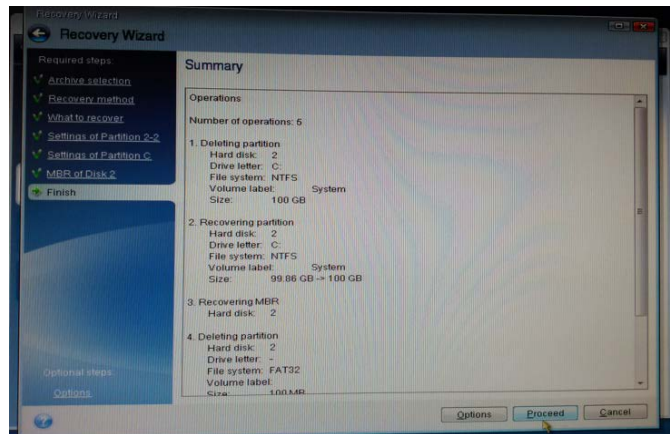 Recovery Wizard
Recovery Wizard
Required steps:
Archive selection
Recovery method
What to recover
Settings of Partition 2-2
Settings of Partition C
MBR of Disk 2
Finish
Optional steps:
Options
Summary
Operations
Number of operations: 5
1. Deleting partition
Hard disk: 2
Drive letter: C:
File system: NTFS
Volume label: System
Size: 100 GB
2. Recovering partition
Hard disk: 2
Drive letter: C:
File system: NTFS
Volume label: System
Size: 99.86 GB -> 100 GB
3. Recovering MBR
Hard disk: 2
4. Deleting partition
Hard disk: 2
Drive letter: -
File system: FAT32
Volume label:
Size: 100 MB
Options Proceed Cancel